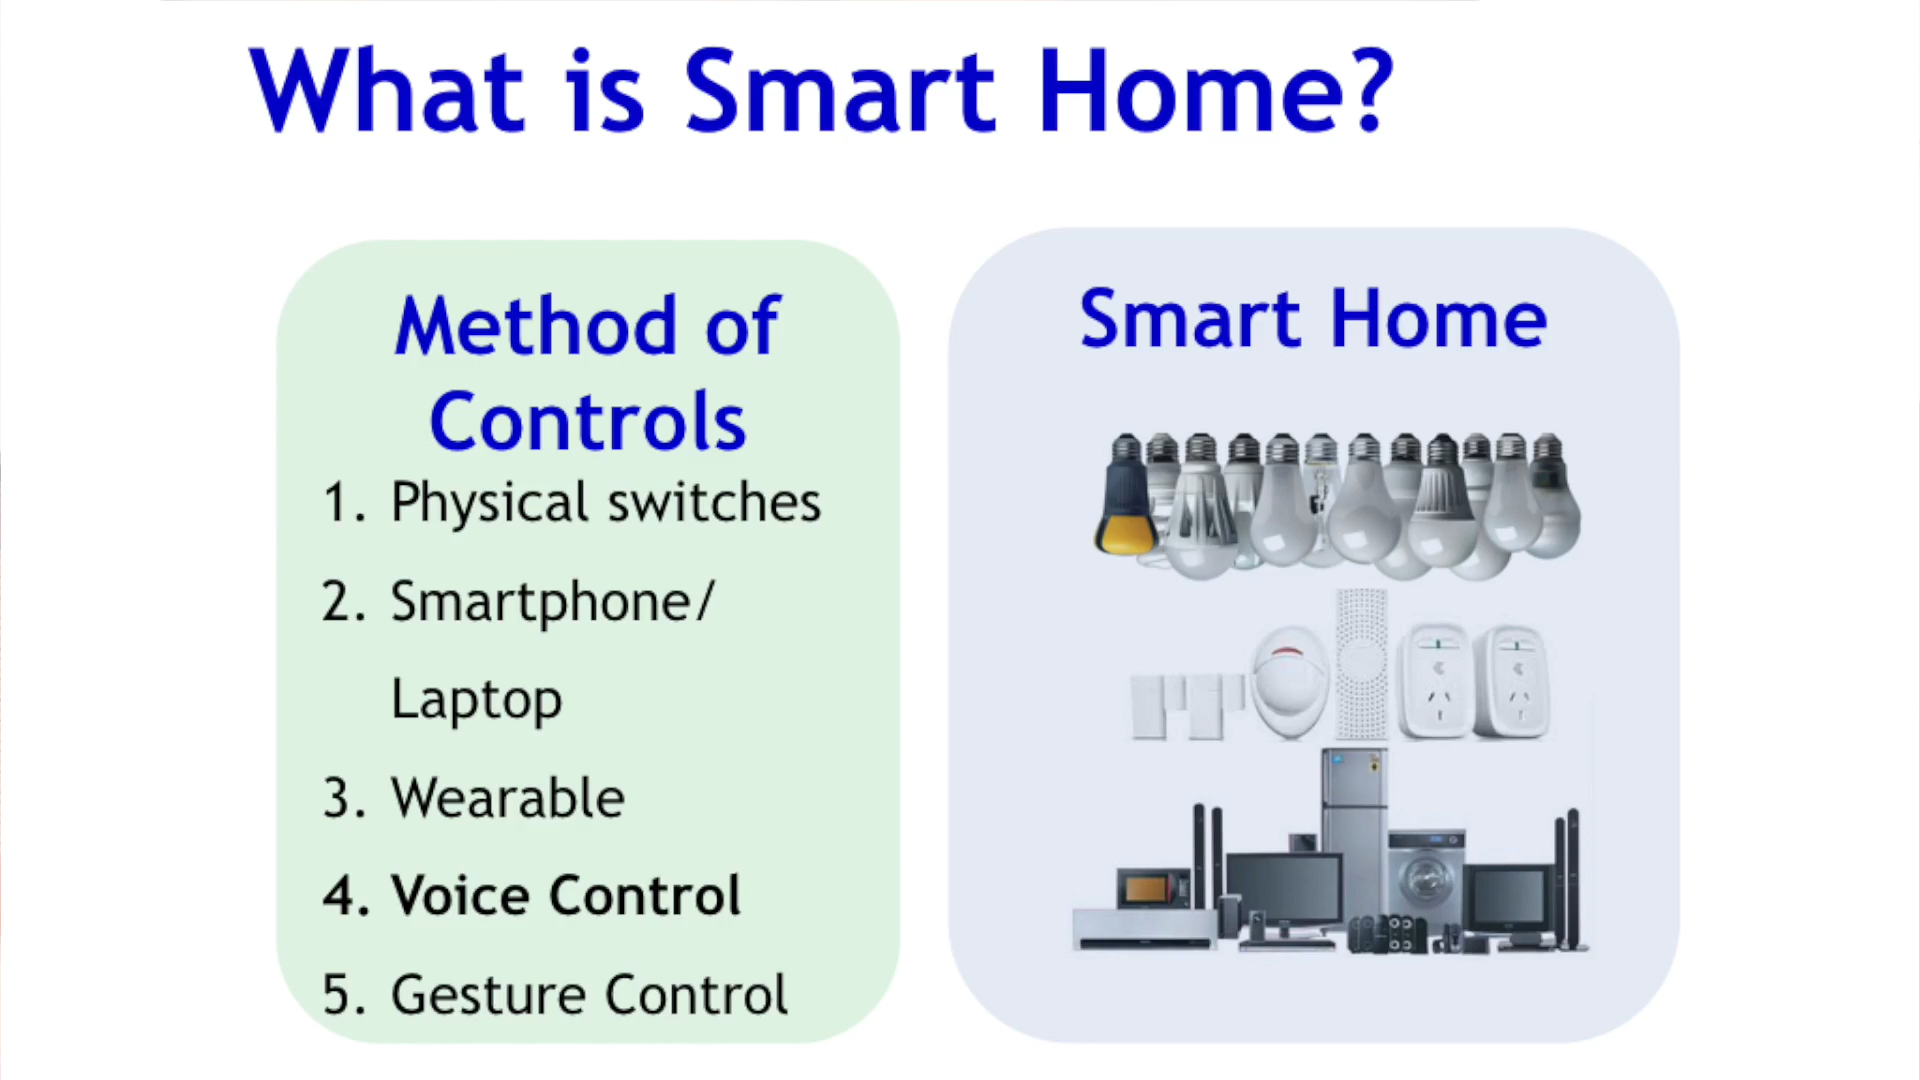 What is Smart Home?
Method of
Controls
1. Physical switches
2. Smartphone/
Laptop
3. Wearable
4. Voice Control
5. Gesture Control
Smart Home